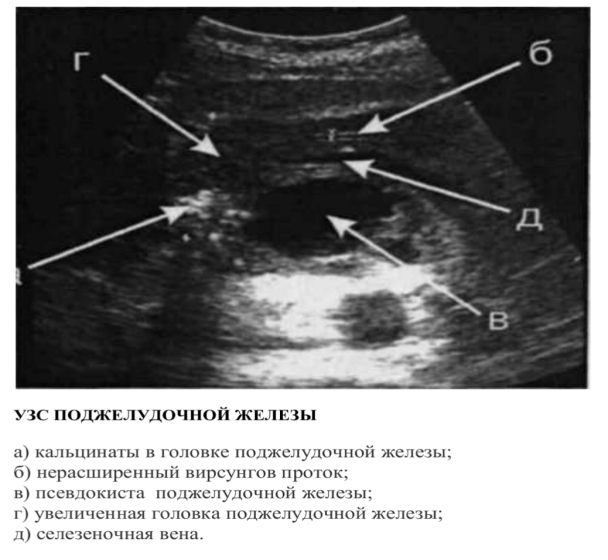 г
б
д
в
УЗС ПОДЖЕЛУДОЧНОЙ ЖЕЛЕЗЫ
а) кальцинаты в головке поджелудочной железы;
б) нерасширенный вирсунгов проток;
в) псевдокиста поджелудочной железы;
г) увеличенная головка поджелудочной железы;
д) селезеночная вена.